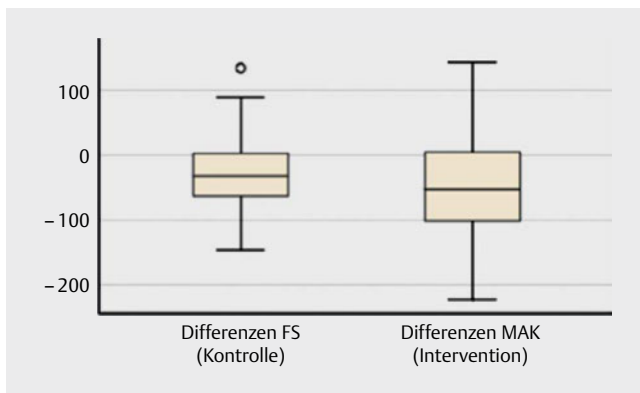 100
0
–100
–200
Differenzen FS
(Kontrolle)
Differenzen MAK
(Intervention)